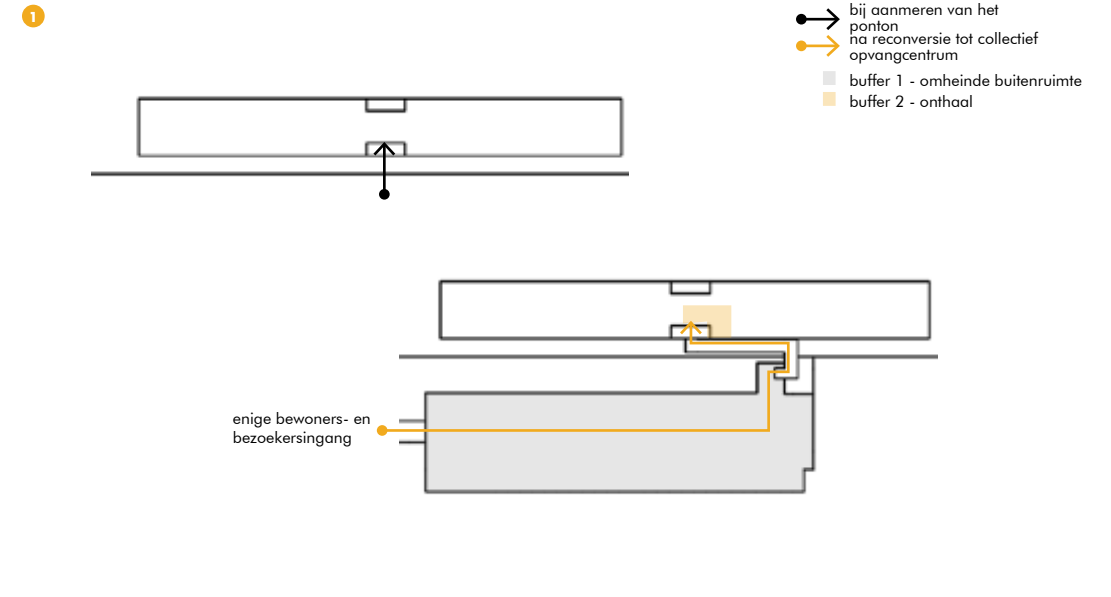 1
bij aanmeren van het
ponton
na reconversie tot collectief
opvangcentrum
buffer 1 - omheinde buitenruimte
buffer 2 - onthaal
enige bewoners- en
bezoekersingang